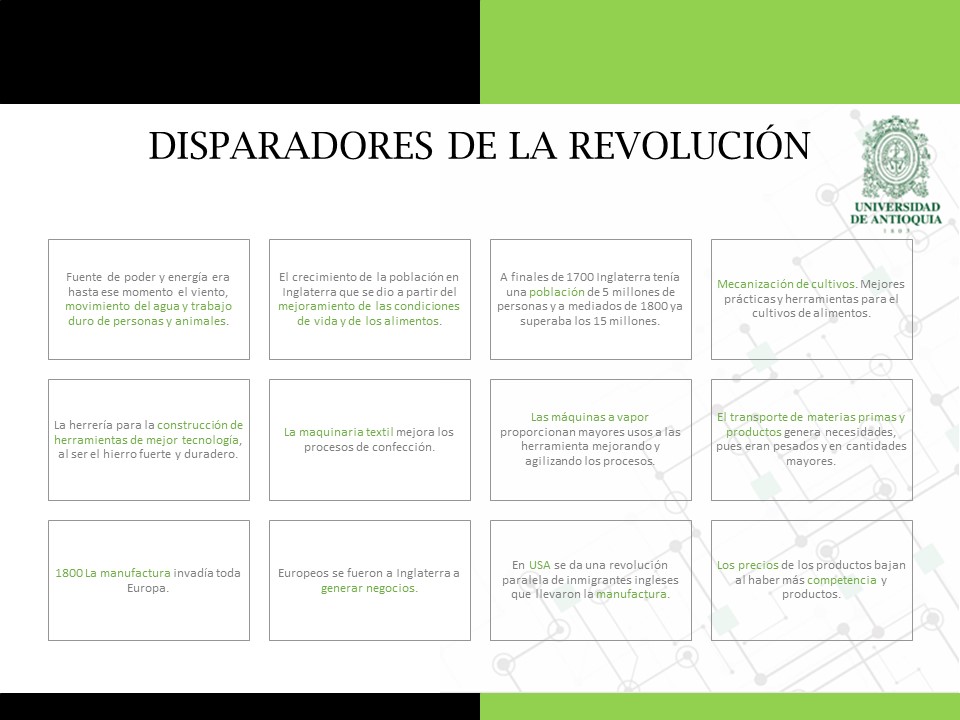 DISPARADORES DE LA REVOLUCIÓN
UNIVERSIDAD
DE ANTIOQUIA
1803
Fuente de poder y energía era
hasta ese momento el viento,
movimiento del agua y trabajo
duro de personas y animales.
El crecimiento de la población en
Inglaterra que se dio a partir del
mejoramiento de las condiciones
de vida y de los alimentos.
A finales de 1700 Inglaterra tenía
una población de 5 millones de
personas y a mediados de 1800 ya
superaba los 15 millones.
Mecanización de cultivos. Mejores
prácticas y herramientas para el
cultivos de alimentos.
La herrería para la construcción de
herramientas de mejor tecnología,
al ser el hierro fuerte y duradero.
La maquinaria textil mejora los
procesos de confección.
Las máquinas a vapor
proporcionan mayores usos a las
herramienta mejorando y
agilizando los procesos.
El transporte de materias primas y
productos genera necesidades,
pues eran pesados y en cantidades
mayores.
1800 La manufactura invadía toda
Europa.
Europeos se fueron a Inglaterra a
generar negocios.
En USA se da una revolución
paralela de inmigrantes ingleses
que llevaron la manufactura.
Los precios de los productos bajan
al haber más competencia y
productos.